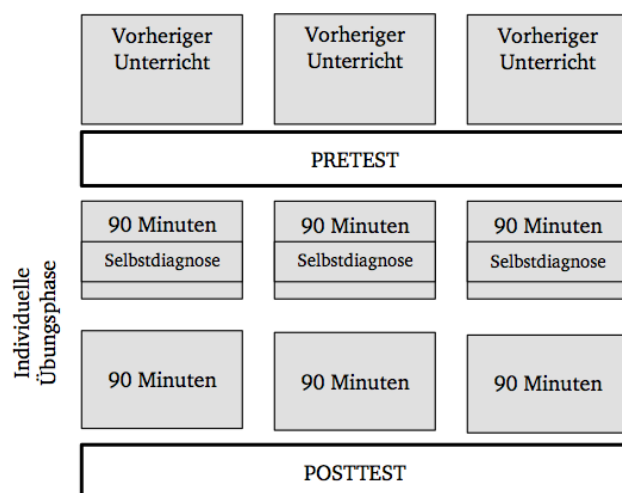 Vorheriger
Unterricht
Vorheriger
Unterricht
Vorheriger
Unterricht
PRETEST
Individuelle
Übungsphase
90 Minuten
Selbstdiagnose
90 Minuten
Selbstdiagnose
90 Minuten
Selbstdiagnose
90 Minuten
90 Minuten
90 Minuten
POSTTEST